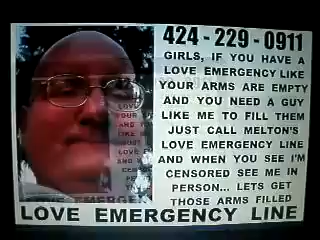 424-229-0911
GIRLS, IF YOU HAVE A
LOVE EMERGENCY LIKE
YOUR ARMS ARE EMPTY
AND YOU NEED A GUY
LIKE ME TO FILL THEM
JUST CALL MELTON'S
LOVE EMERGENCY LINE
AND WHEN YOU SEE I'M
CENSORED SEE ME IN
PERSON... LETS GET
THOSE ARMS FILLED
LOVE EMERGENCY LINE